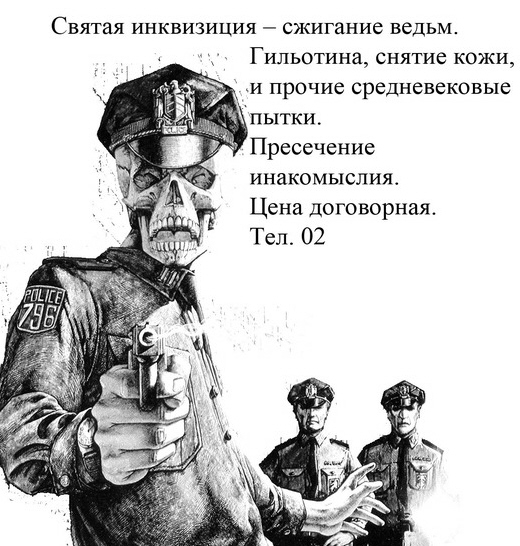 Святая инквизиция – сжигание ведьм.
Гильотина, снятие кожи,
и прочие средневековые
пытки.
Пресечение
инакомыслия.
Цена договорная.
Тел. 02
POLICE
796